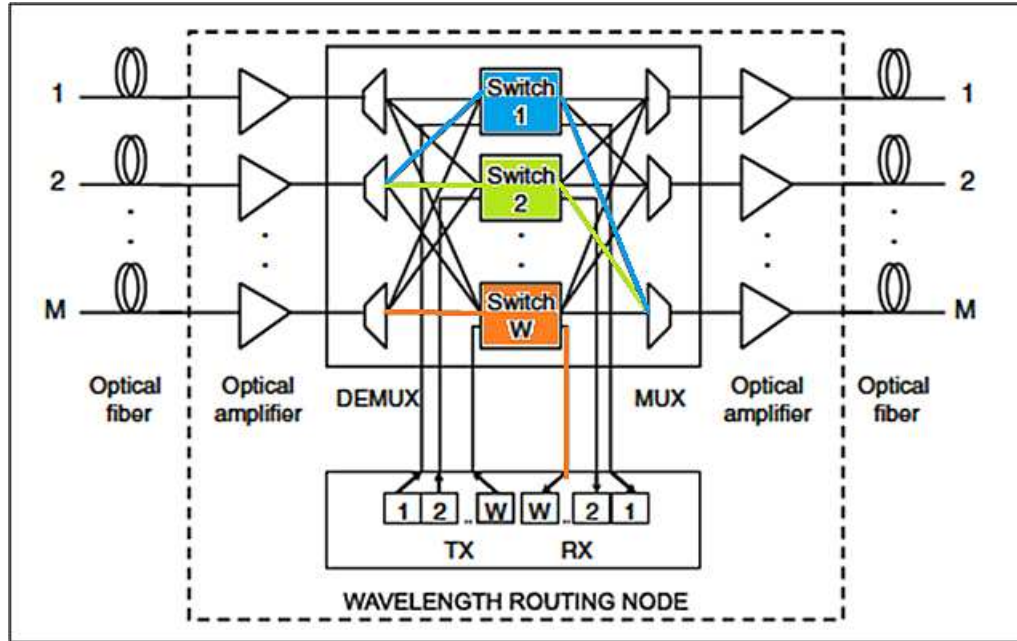 1
2
M
Optical
fiber
Optical
amplifier
DEMUX
Switch
1
Switch
2
Switch
W
MUX
Optical
amplifier
Optical
fiber
1
2
M
1 2 .. W W .. 2 1
TX RX
WAVELENGTH ROUTING NODE